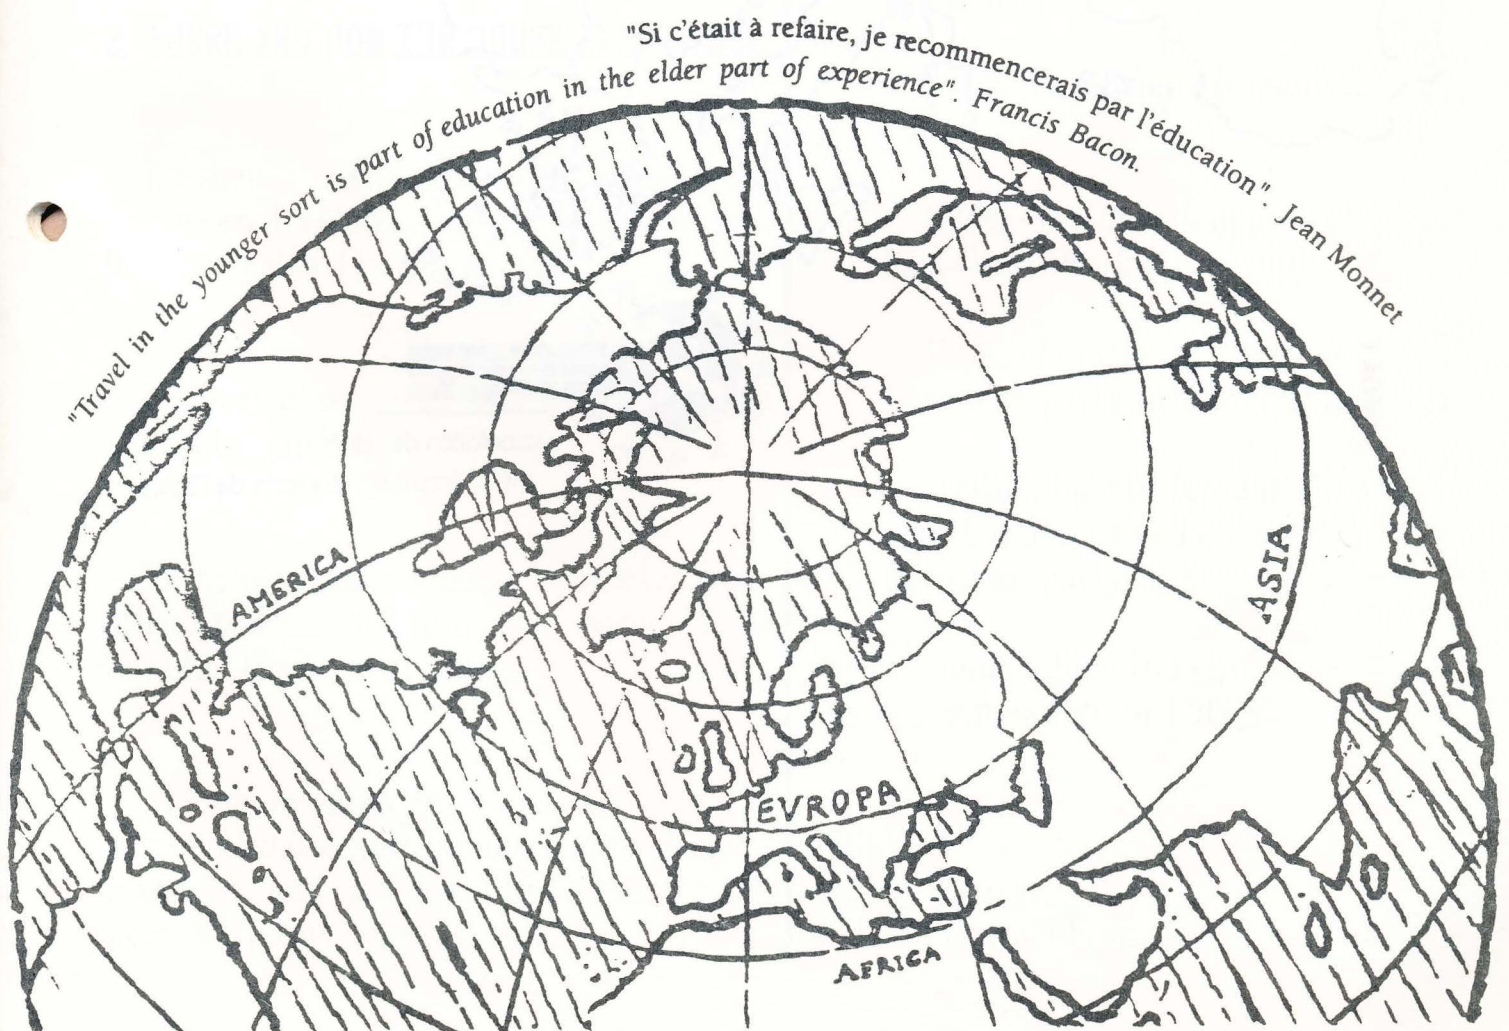 "Si c'était à refaire, je recommencerais par l'éducation". Jean Monnet
"Travel in the younger sort is part of education in the elder part of experience". Francis Bacon.
AMERICA
ASIA
EVROPA
AFRICA